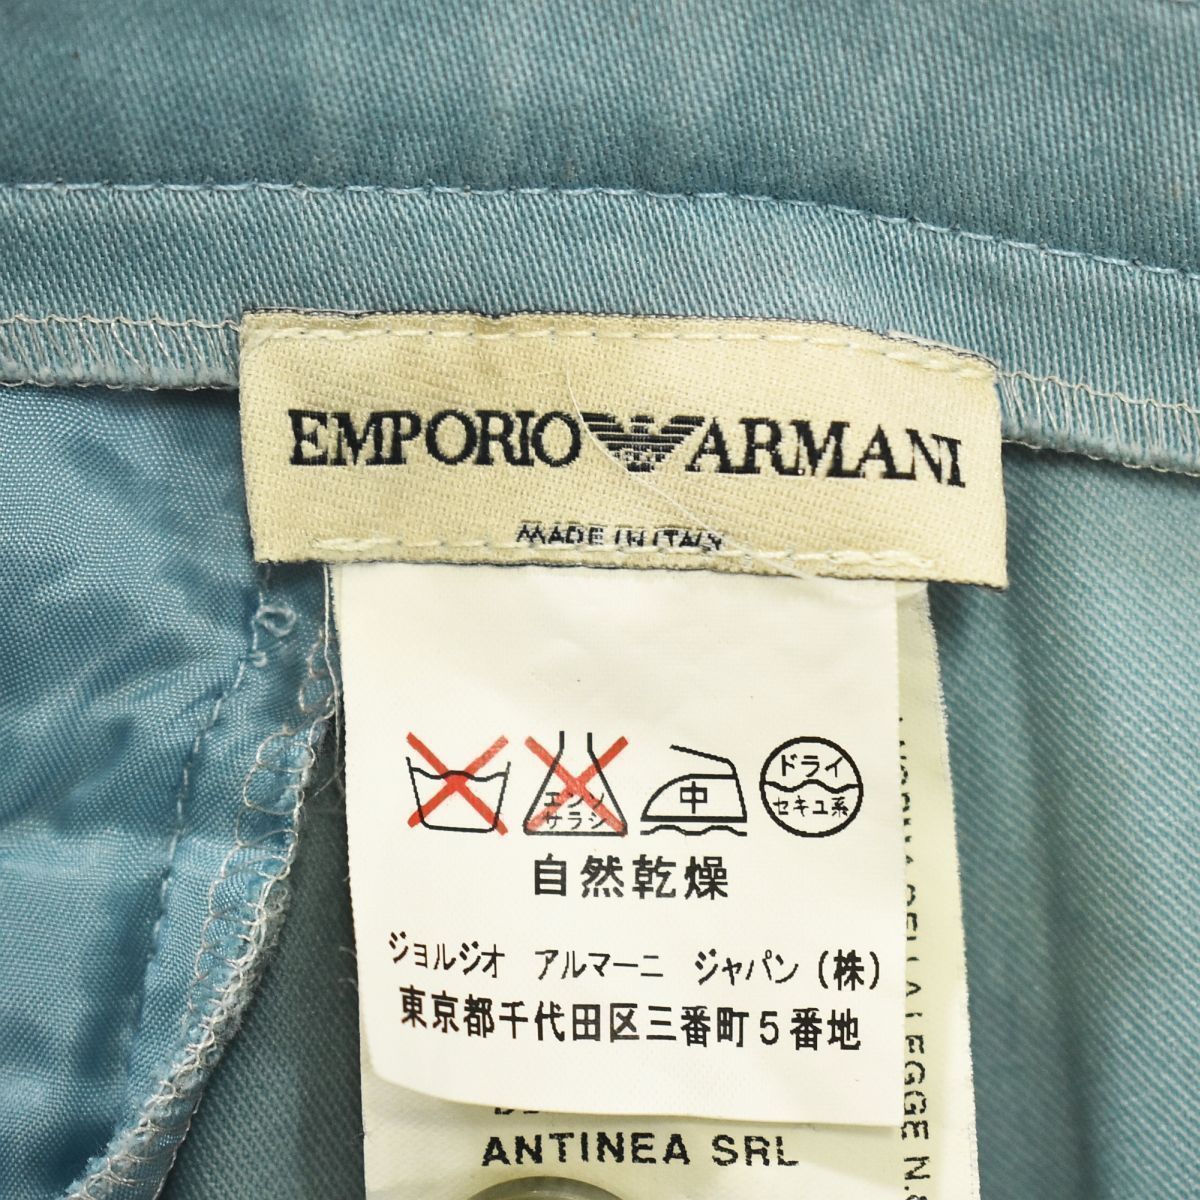 EMPORIO ARMANI
MADE IN ITALY
エンソ
サラシ
中
ドライ
セキユ系
自然乾燥
ジョルジオ アルマーニ ジャパン (株)
東京都千代田区三番町5番地
ANTINEA SRL
DELLA LEGGE N.